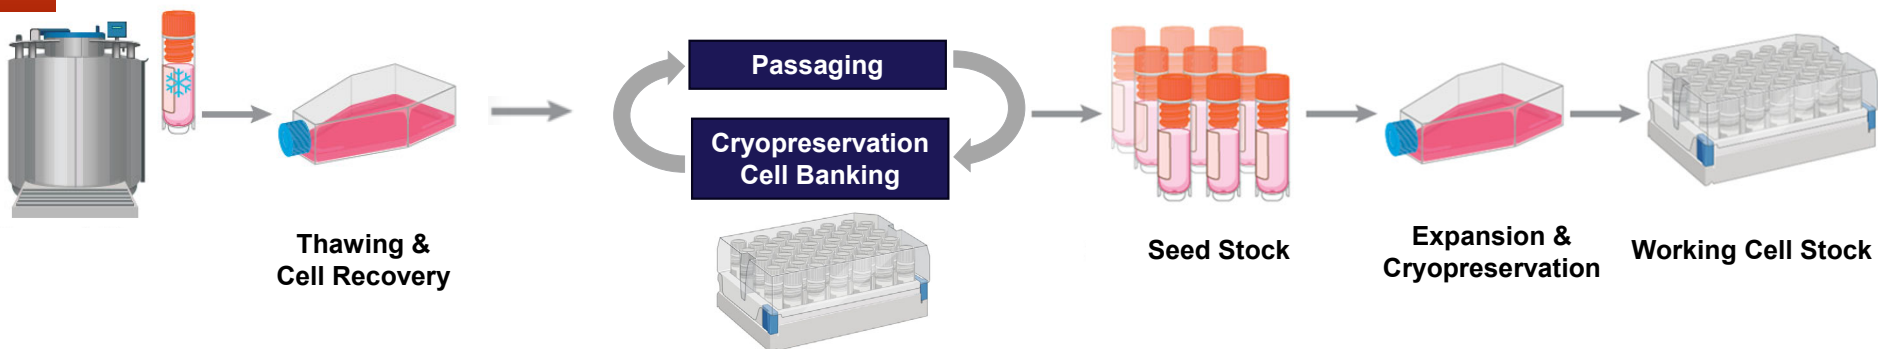 Passaging
Cryopreservation
Cell Banking
Thawing &
Cell Recovery
Seed Stock
Expansion &
Cryopreservation
Working Cell Stock